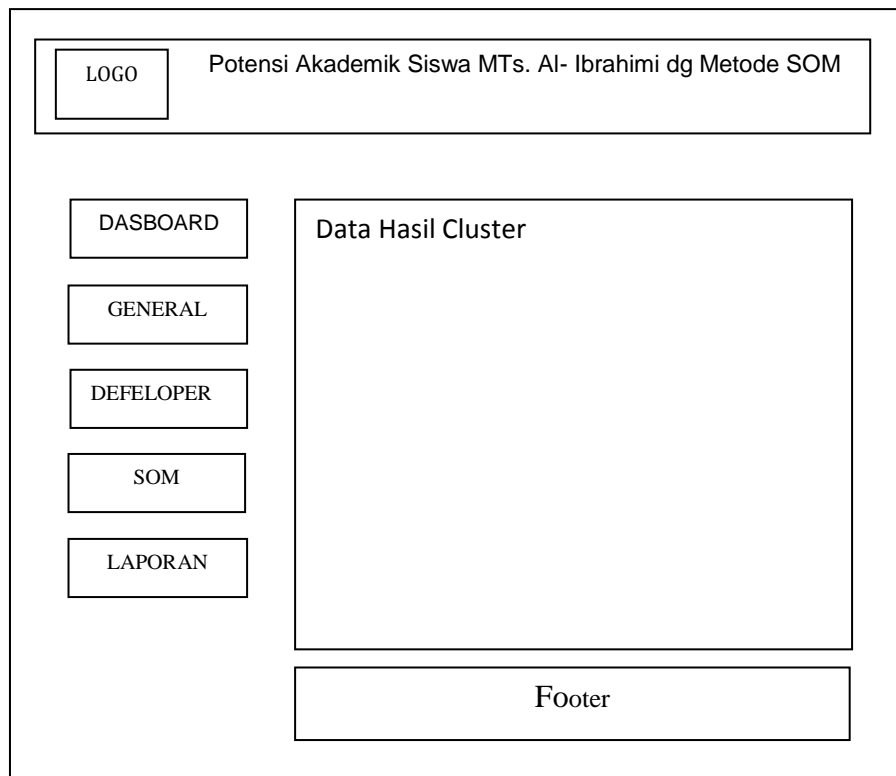 LOGO
Potensi Akademik Siswa MTs. Al- Ibrahimi dg Metode SOM
DASBOARD
GENERAL
DEFELOPER
SOM
LAPORAN
Data Hasil Cluster
Footer